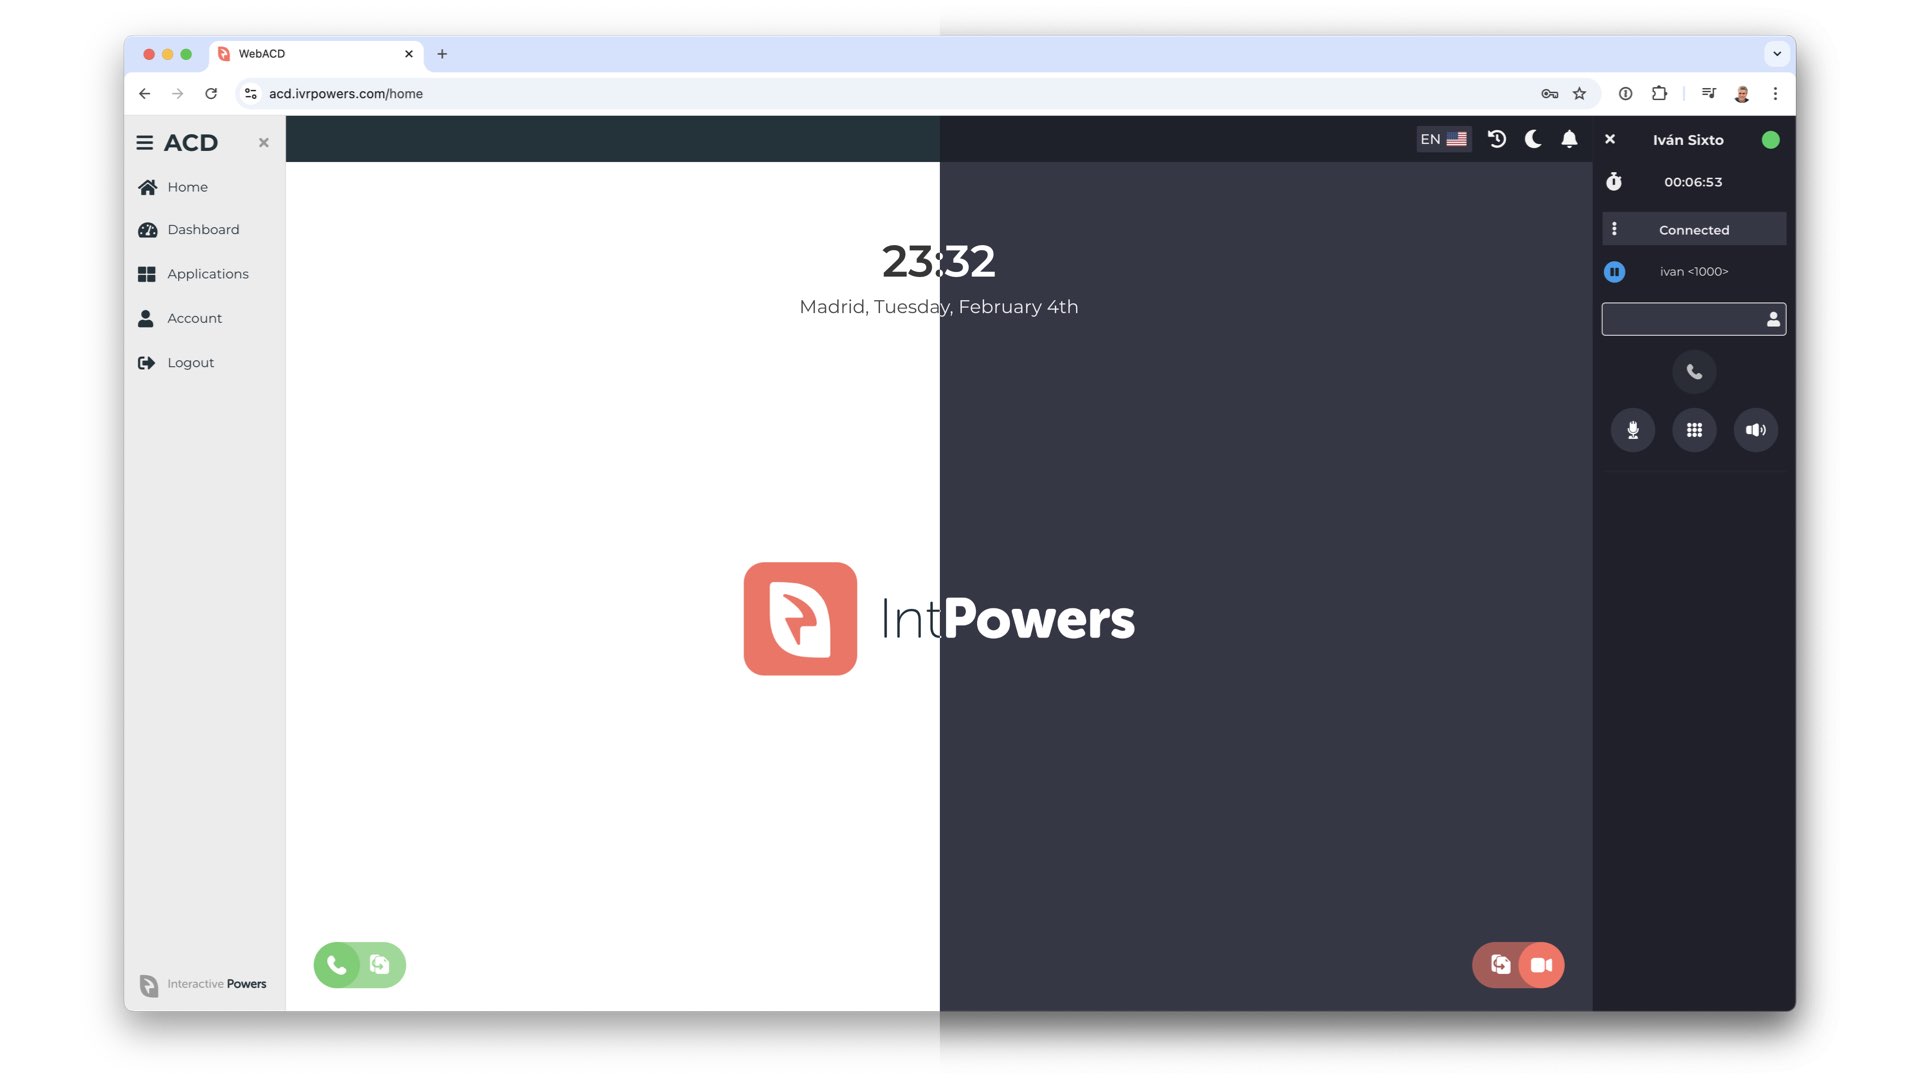 WebACD
acd.ivrpowers.com/home
ACD
Home
Dashboard
Applications
Account
Logout
Interactive Powers
EN
23:32
Madrid, Tuesday, February 4th
IntPowers
Iván Sixto
00:06:53
Connected
ivan <1000>